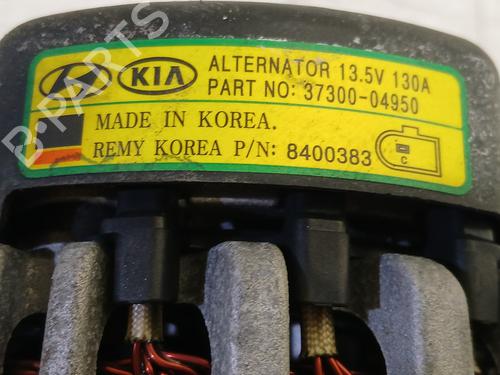 B-PARTS
KIA ALTERNATOR 13.5V 130A
PART NO: 37300-04950
MADE IN KOREA.
REMY KOREA P/N: 8400383
C